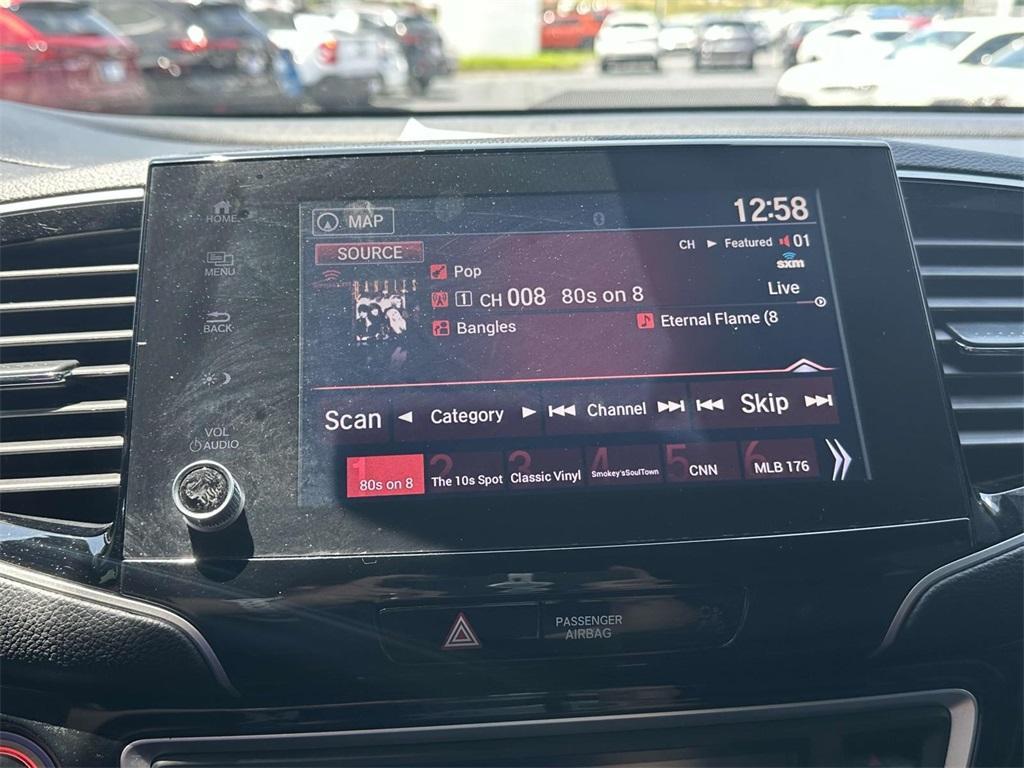 HOME
MENU
BACK
VOL
AUDIO
MAP
12:58
SOURCE
CH ► Featured 01
sxm
Pop
Live
1 CH 008 80s on 8
Bangles
Eternal Flame (8
BANGLES
Scan ◄ Category ► Channel Skip
1 80s on 8
2 The 10s Spot
3 Classic Vinyl
4 Smokey'sSoulTown
5 CNN
6 MLB 176
PASSENGER
AIRBAG